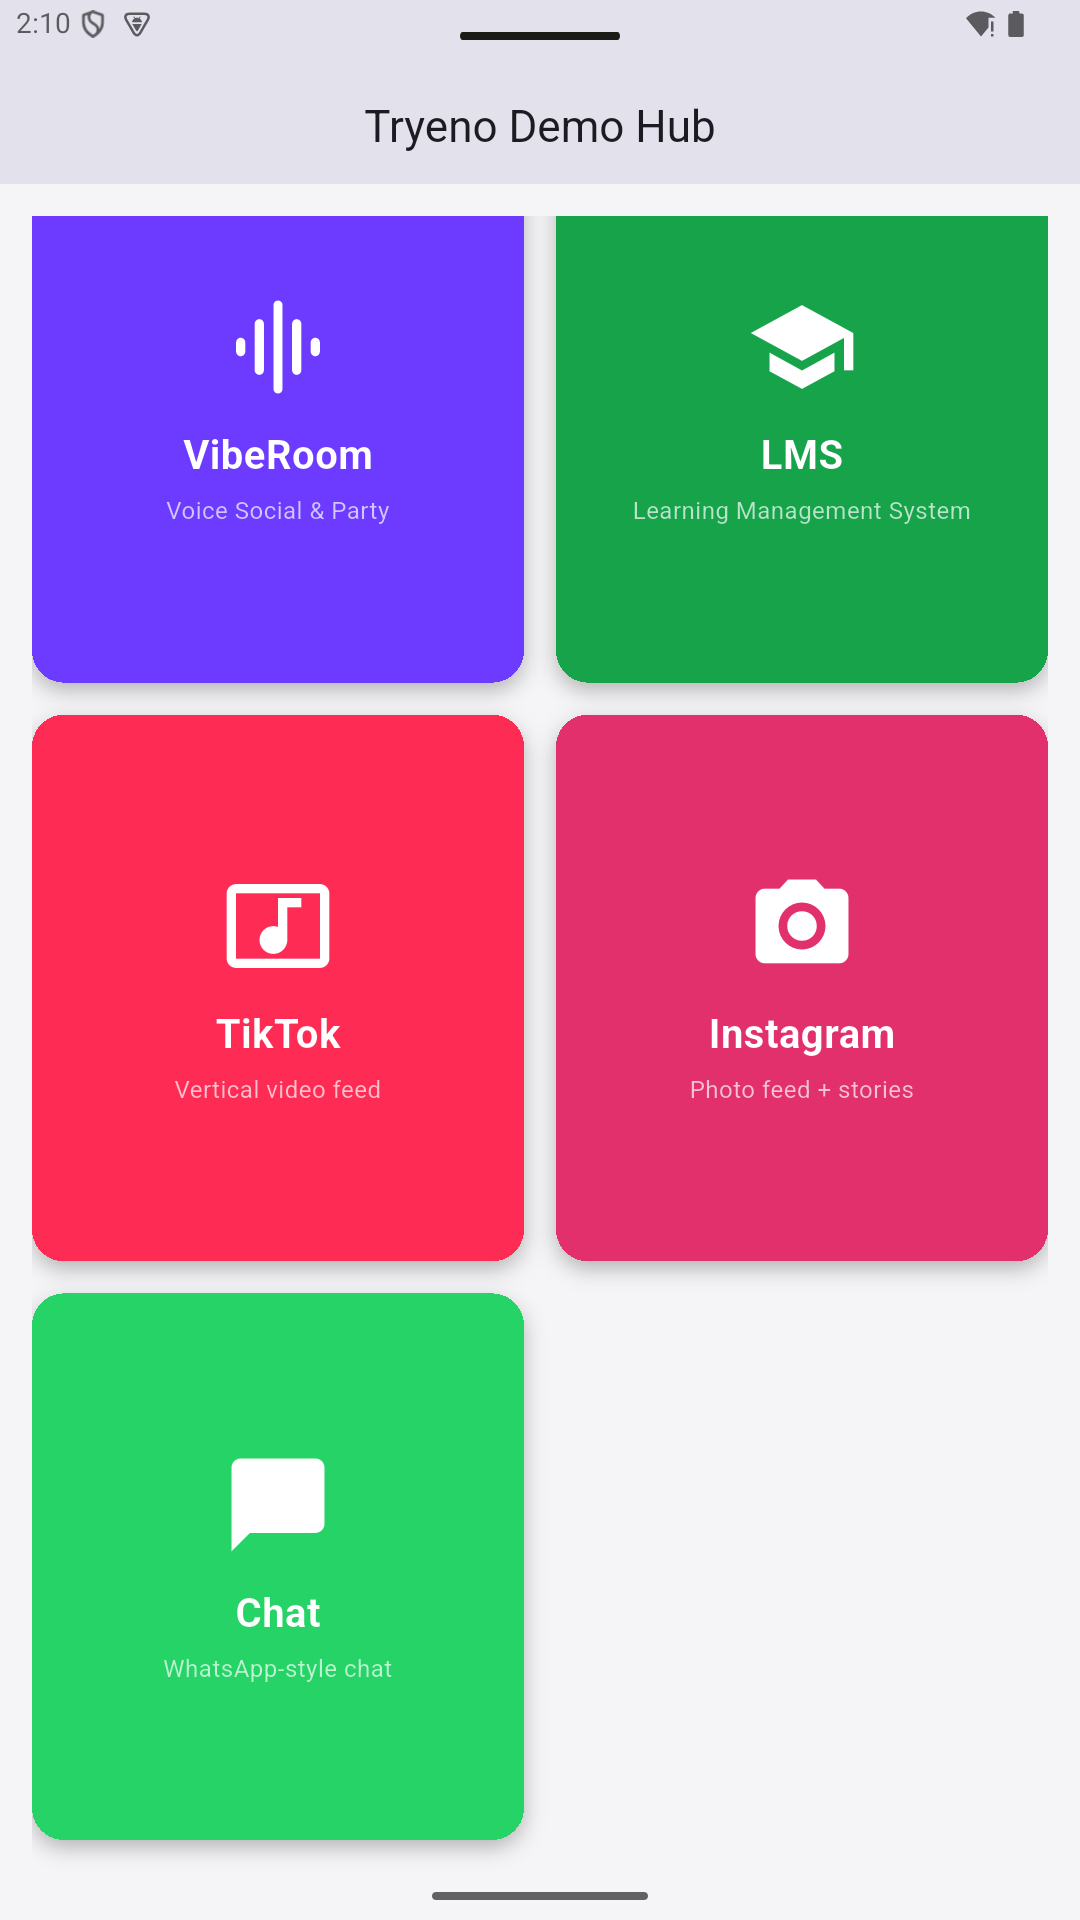 2:10
Tryeno Demo Hub
VibeRoom
Voice Social & Party
LMS
Learning Management System
TikTok
Vertical video feed
Instagram
Photo feed + stories
Chat
WhatsApp-style chat